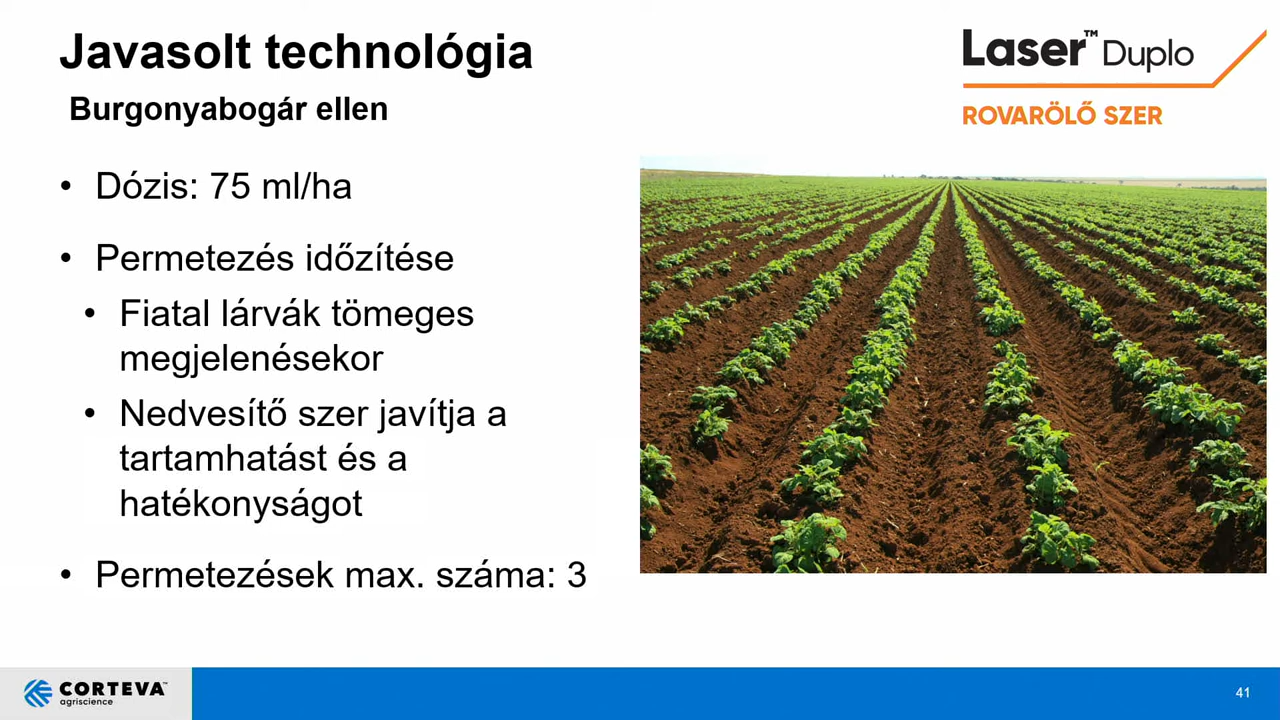 Javasolt technológia
Burgonyabogár ellen
Laser™ Duplo
ROVARÖLŐ SZER
• Dózis: 75 ml/ha
• Permetezés időzítése
• Fiatal lárvák tömeges
megjelenésekor
• Nedvesítő szer javítja a
tartamhatást és a
hatékonyságot
• Permetezések max. száma: 3
CORTEVA™
agriscience
41